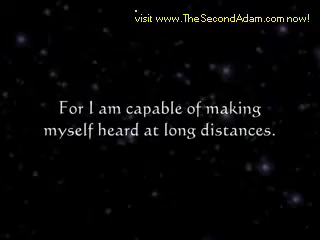 visit www.TheSecondAdam.com now!
For I am capable of making
myself heard at long distances.